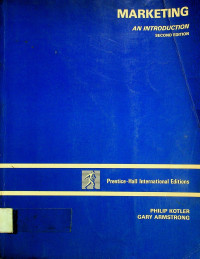 MARKETING
AN INTRODUCTION
SECOND EDITION
Prentice-Hall International Editions
PHILIP KOTLER
GARY ARMSTRONG